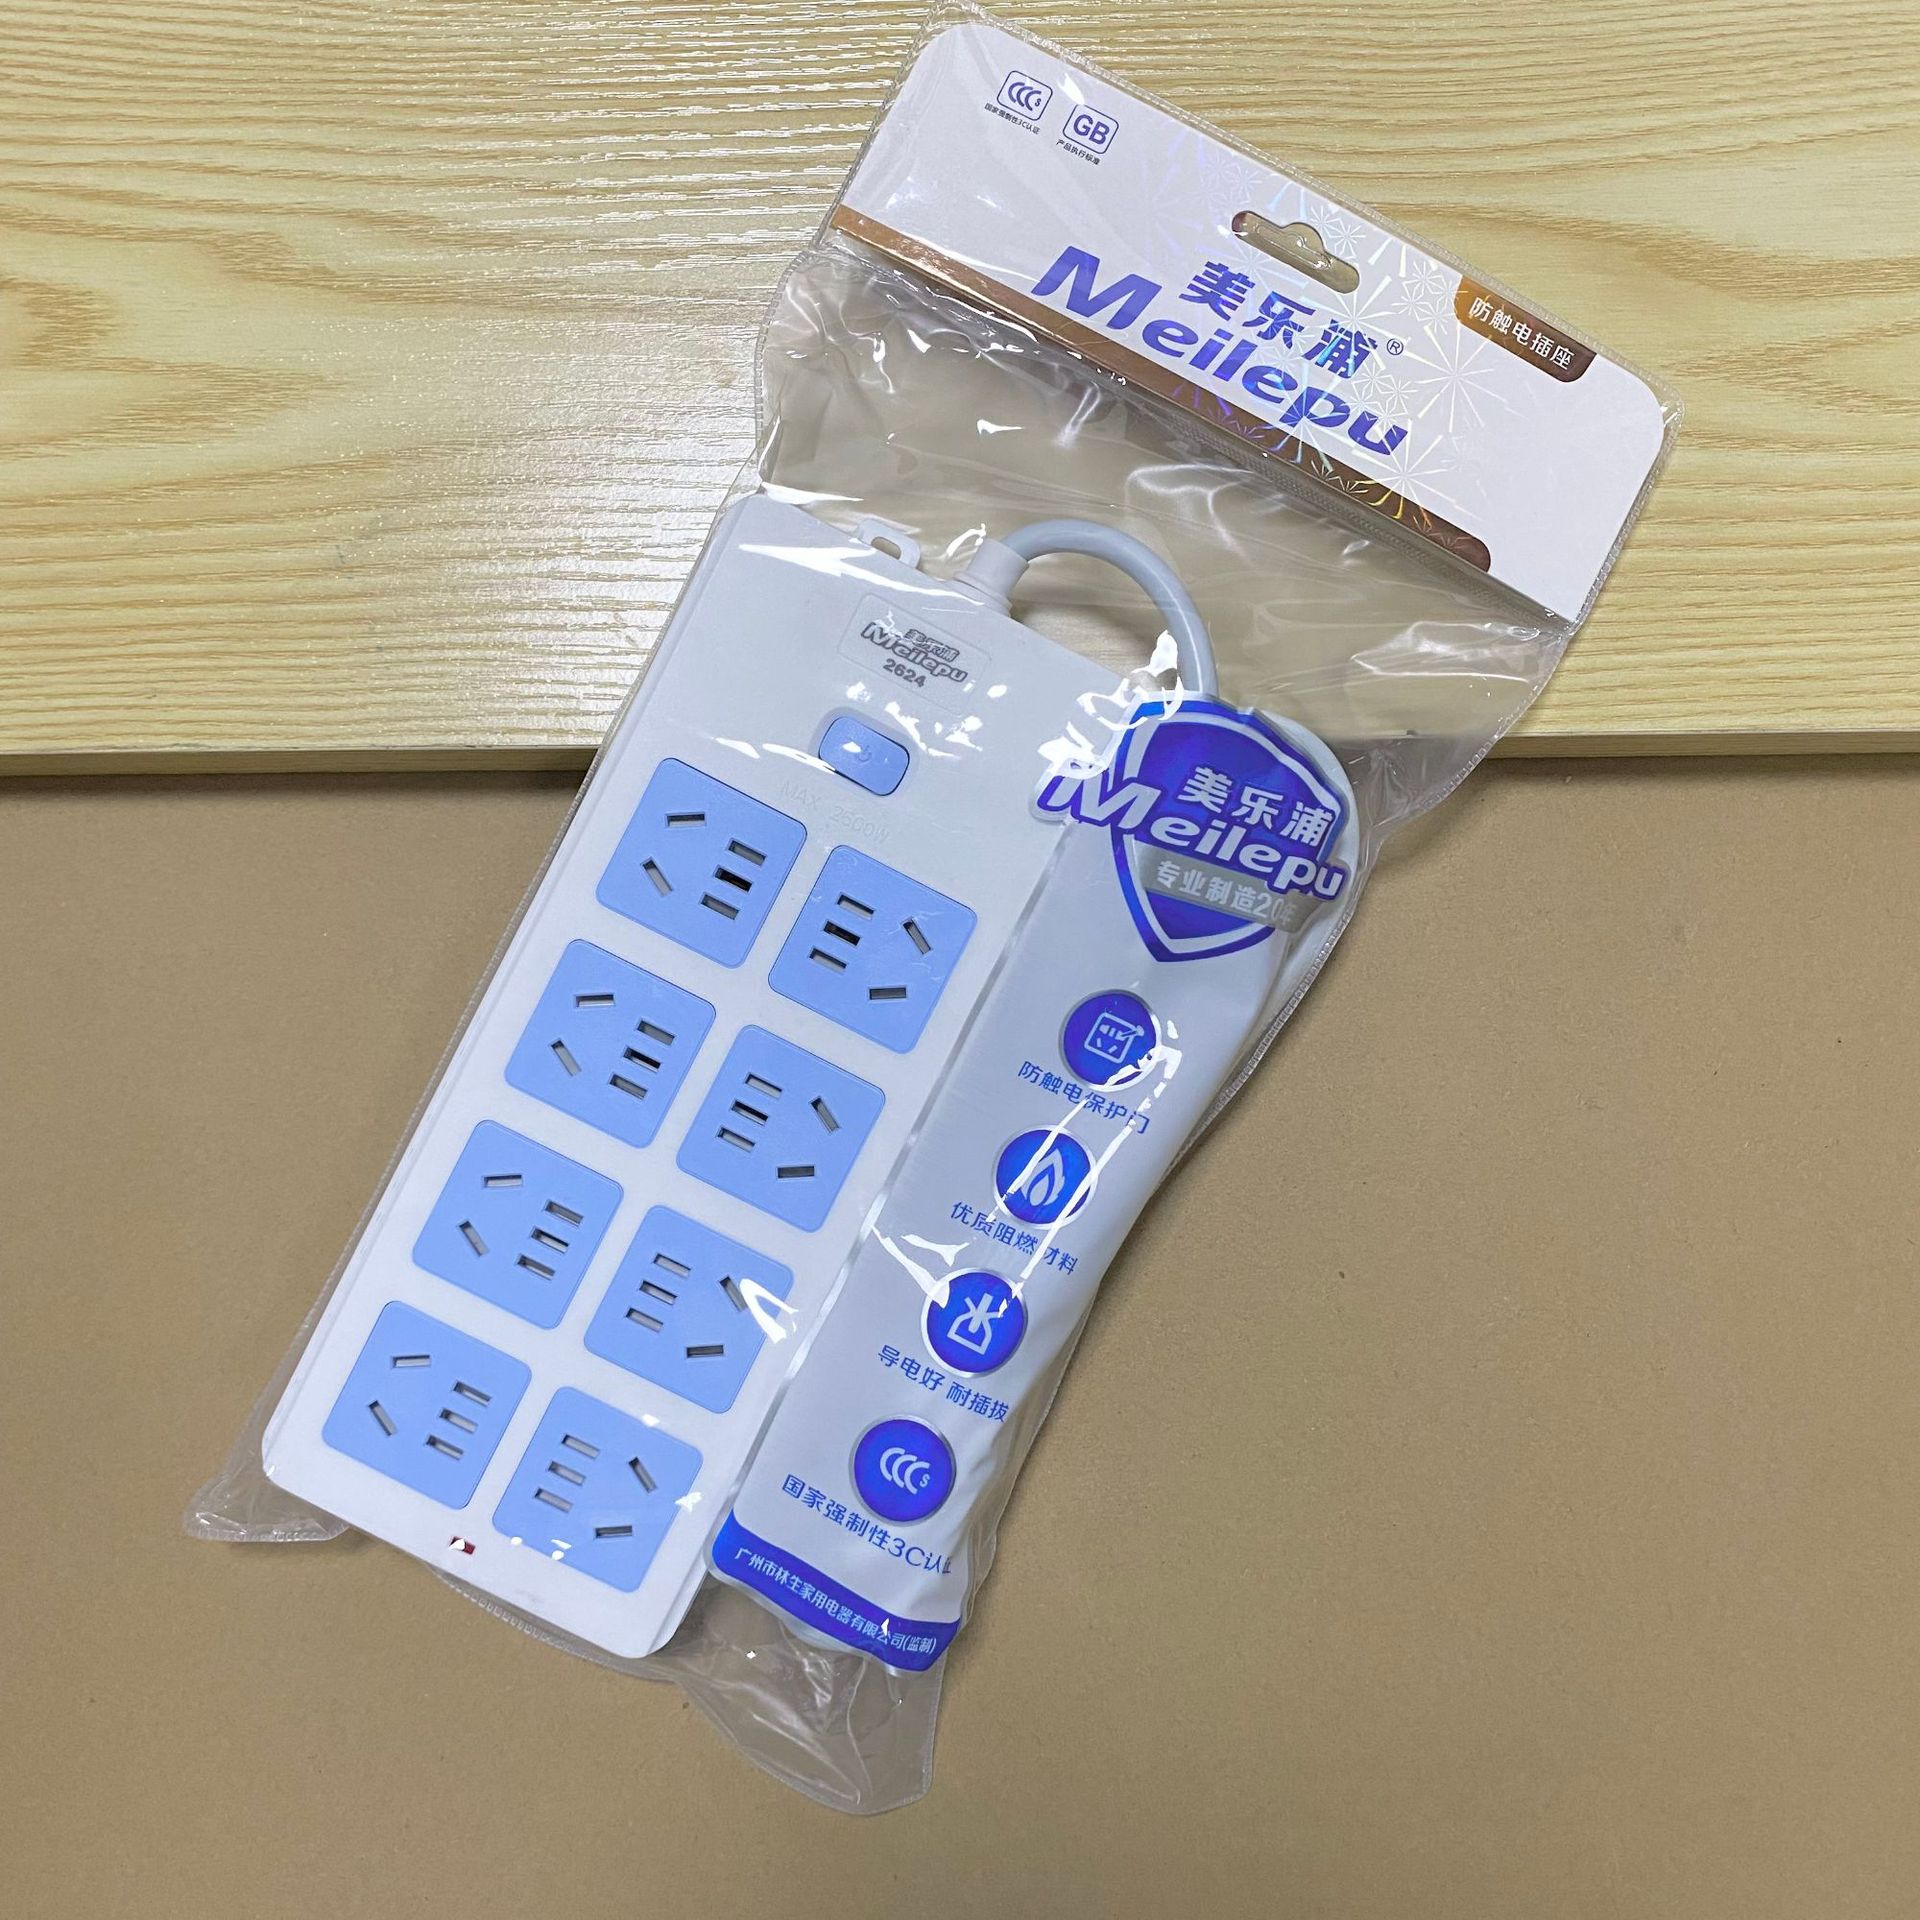 CCC S
国家强制性3C认证
GB
产品执行标准
防触电插座
美乐浦®
Meilepu
美乐浦
Meilepu
2624
MAX 2500W
美乐浦
Meilepu
专业制造20年
防触电保护门
优质阻燃材料
导电好 耐插拔
CCC S
国家强制性3C认证
广州市林生家用电器有限公司(监制)